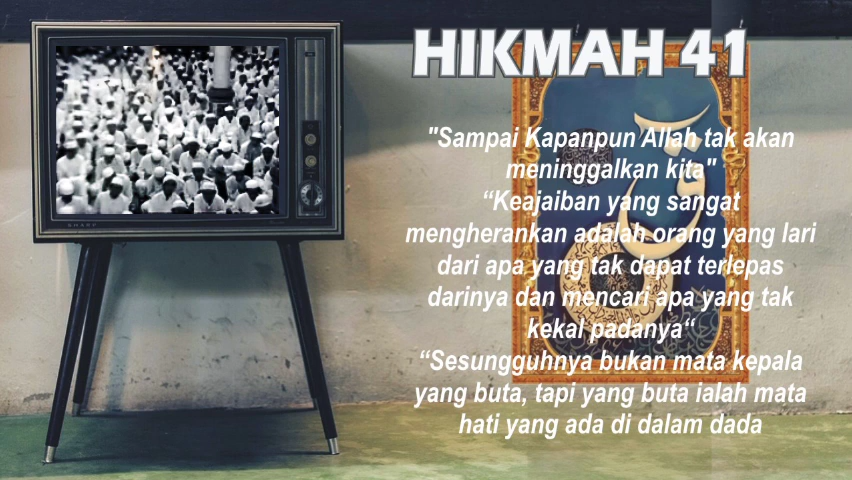 HIKMAH 41
"Sampai Kapanpun Allah tak akan
meninggalkan kita"
“Keajaiban yang sangat
mengherankan adalah orang yang lari
dari apa yang tak dapat terlepas
darinya dan mencari apa yang tak
kekal padanya“
“Sesungguhnya bukan mata kepala
yang buta, tapi yang buta ialah mata
hati yang ada di dalam dada
SHARP